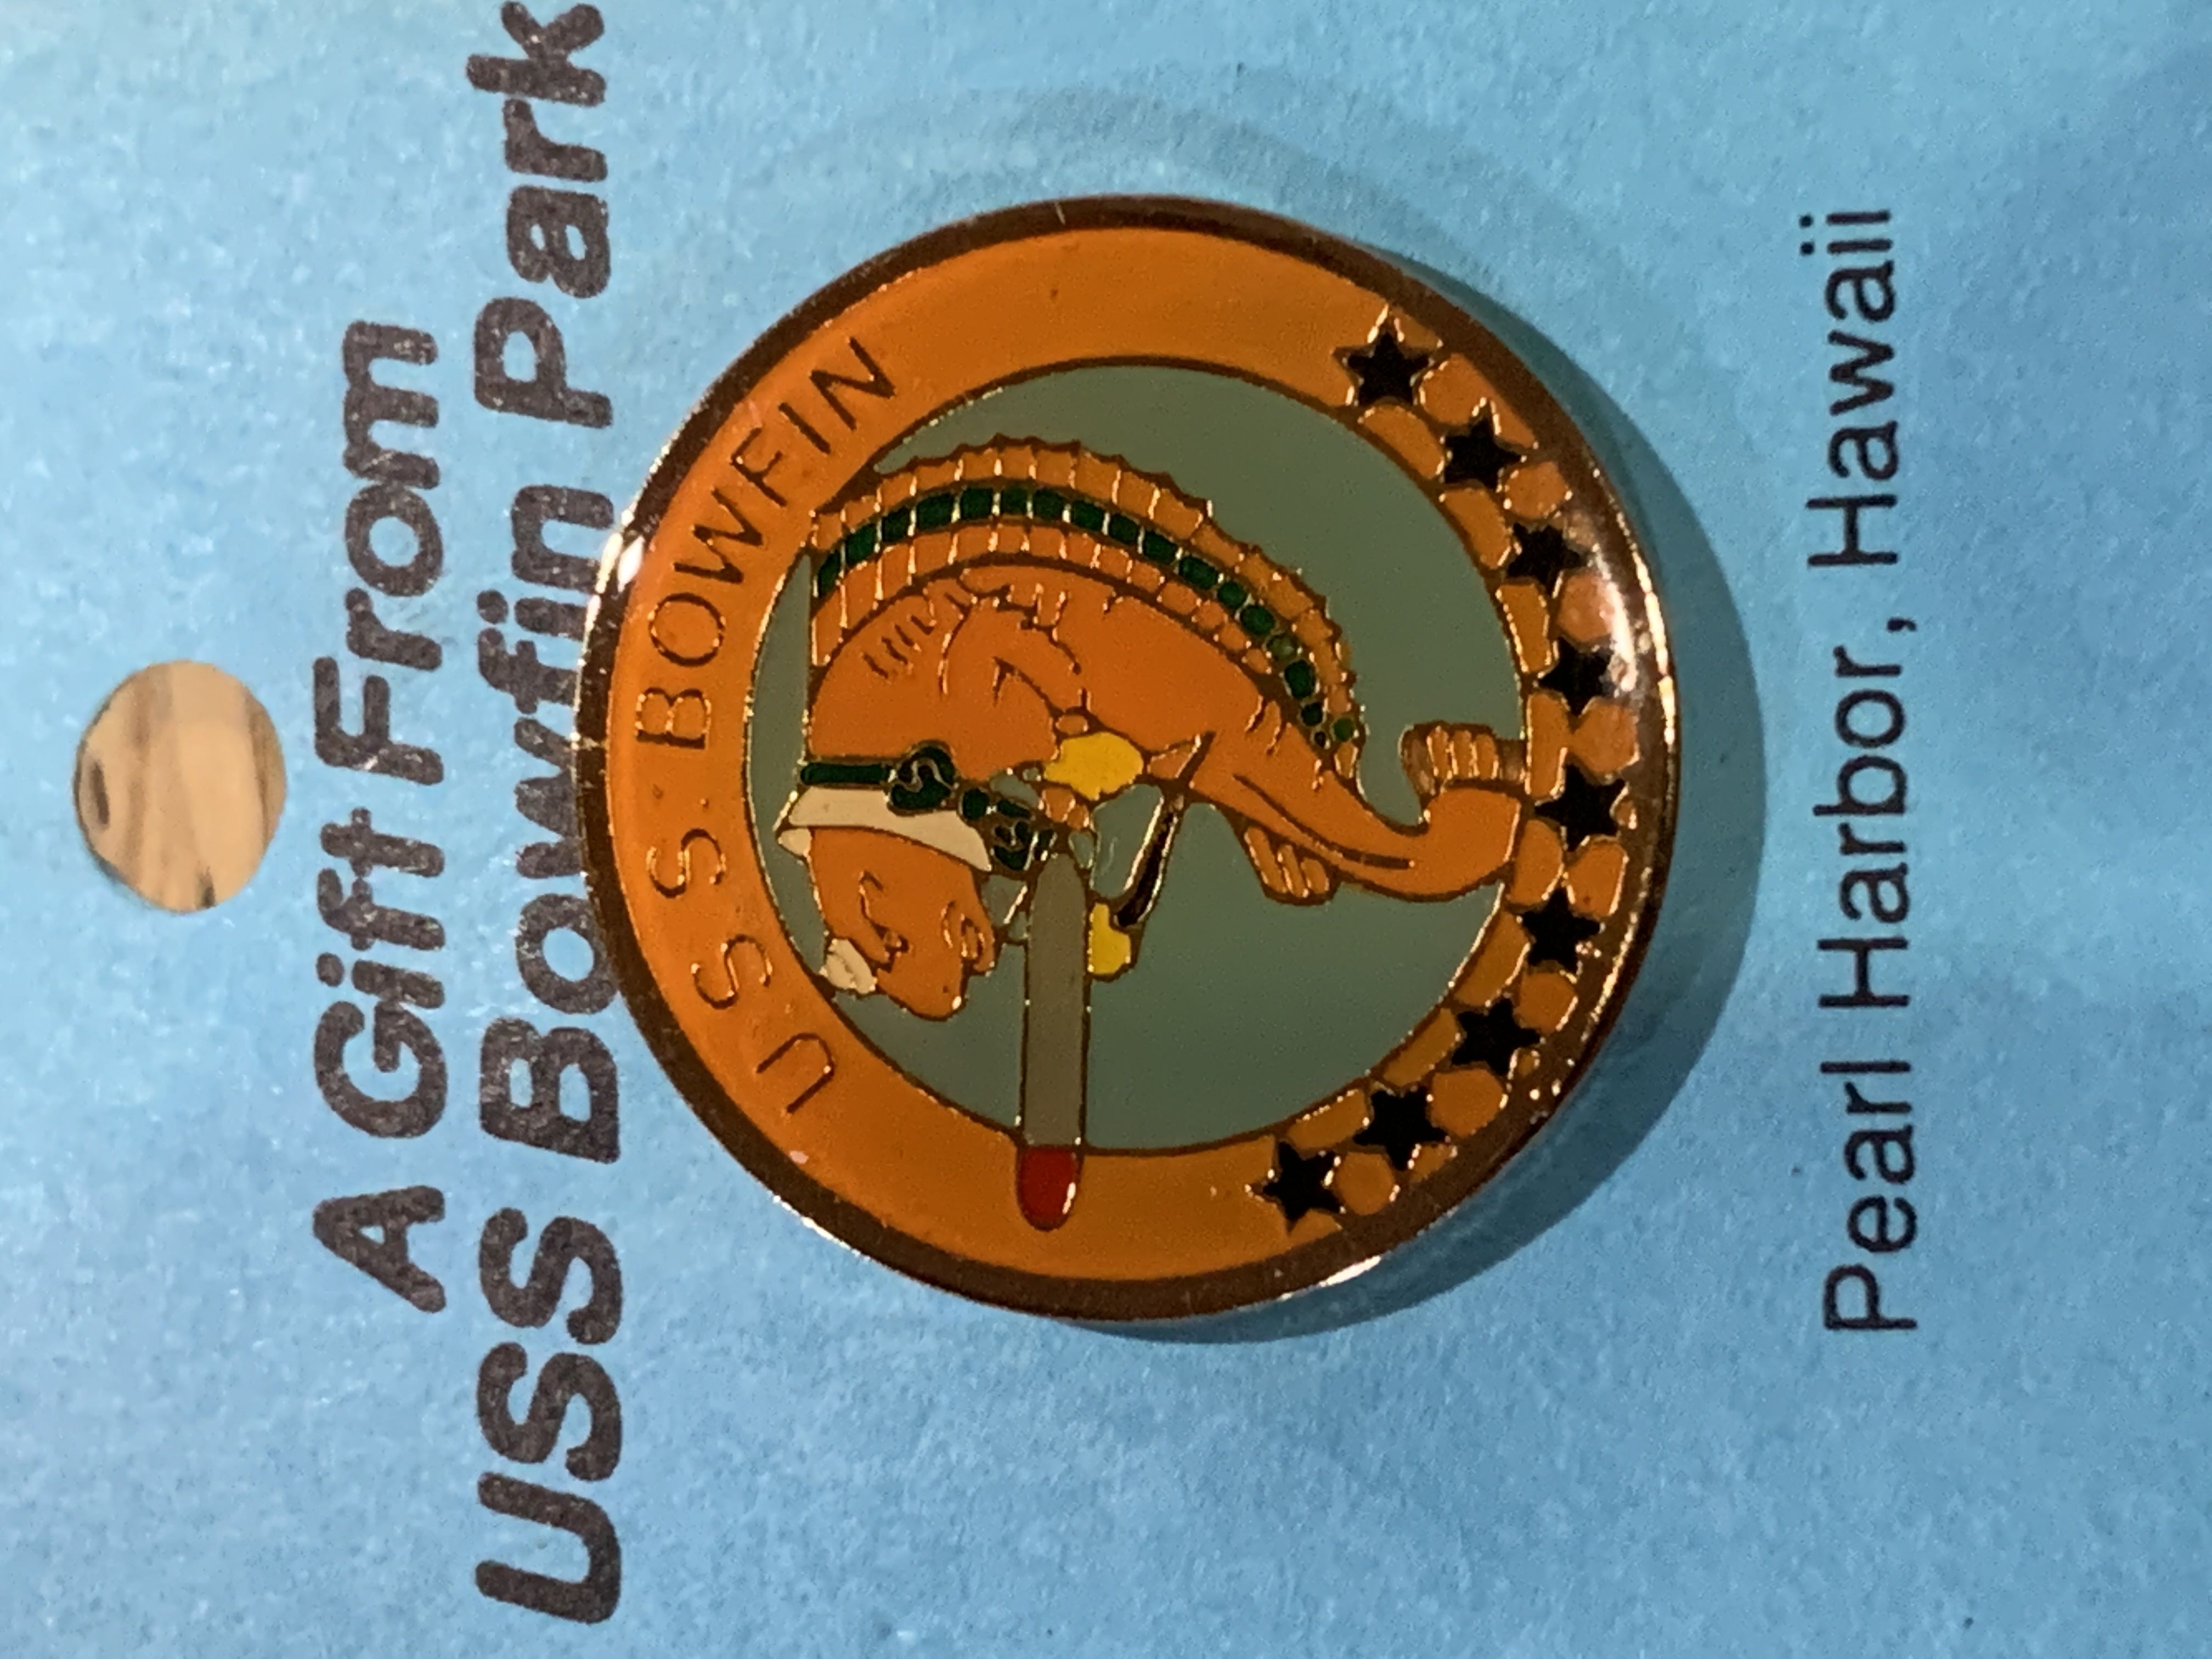 A Gift From
USS Bowfin Park
U.S.S. BOWFIN
Pearl Harbor, Hawaii